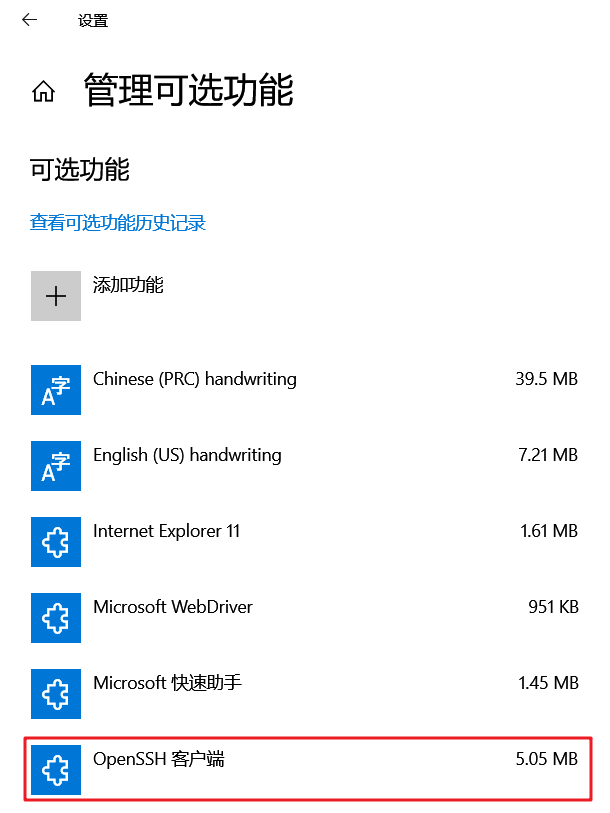 设置
管理可选功能
可选功能
查看可选功能历史记录
添加功能
Chinese (PRC) handwriting 39.5 MB
English (US) handwriting 7.21 MB
Internet Explorer 11 1.61 MB
Microsoft WebDriver 951 KB
Microsoft 快速助手 1.45 MB
OpenSSH 客户端 5.05 MB